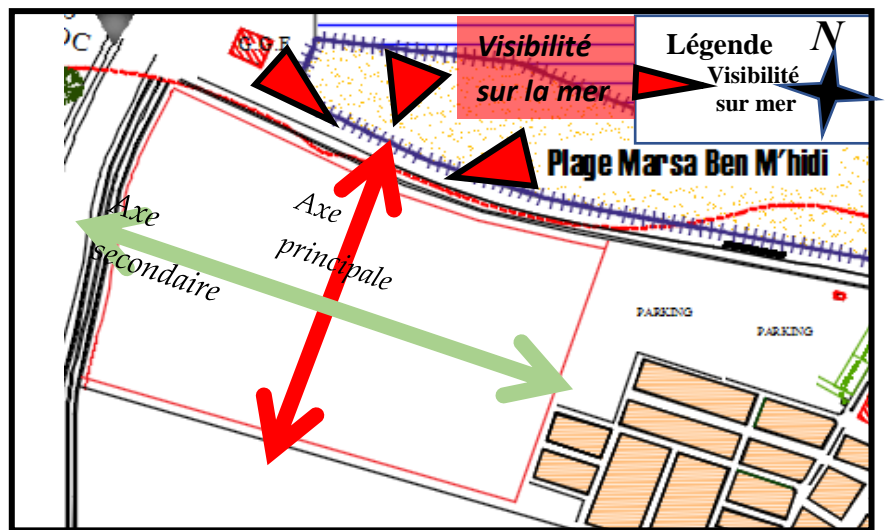 C.G.F
Visibilité
sur la mer
Légende
N
Visibilité
sur mer
Plage Marsa Ben M'hidi
Axe
secondaire
Axe
principale
PARKING
PARKING